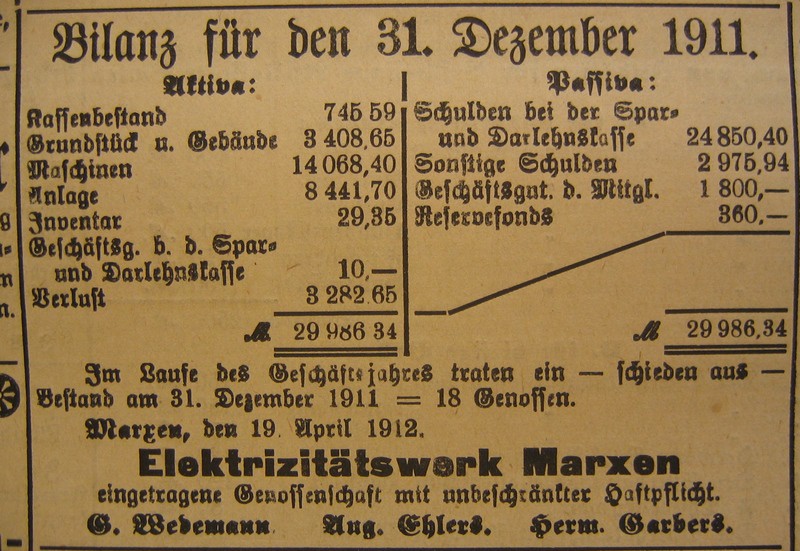 Bilanz für den 31. Dezember 1911.
Aktiva:
Kassenbestand 745 59
Grundstück u. Gebände 3 408,65
Maschinen 14 068,40
Anlage 8 441,70
Inventar 29,35
Geschäftsg. b. d. Spar-
und Darlehnskasse 10,—
Verlust 3 282.65
M. 29 986 34
Passiva:
Schulden bei der Spar-
und Darlehnskasse 24 850,40
Sonstige Schulden 2 975,94
Geschäftsgut. d. Mitgl. 1 800,—
Reservefonds 360,—
M 29 986,34
Im Laufe des Geschäftsjahres traten ein — schieden aus —
Bestand am 31. Dezember 1911 = 18 Genossen.
Marxen, den 19. April 1912.
Elektrizitätswerk Marxen
eingetragene Genossenschaft mit unbeschränkter Haftpflicht.
G. Wedemann. Aug. Ehlers. Herm. Garbers.